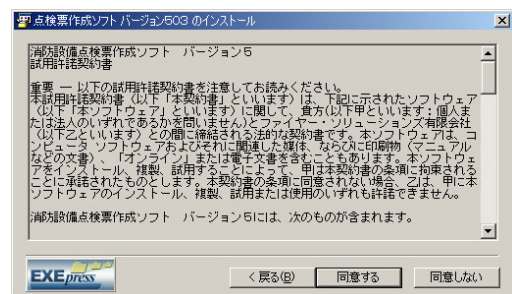 点検票作成ソフト バージョン503 のインストール
消防設備点検票作成ソフト　バージョン５
試用許諾契約書
重要 ― 以下の試用許諾契約書を注意してお読みください。
本試用許諾契約書（以下「本契約書」といいます）は、下記に示されたソフトウェア
（以下「本ソフトウェア」といいます）に関して、貴方(以下甲といいます：個人ま
たは法人のいずれであるかを問いません)とファイヤー・ソリューションズ有限会社
（以下乙といいます）との間に締結される法的な契約書です。本ソフトウェアは、コ
ンピュータ ソフトウェアおよびそれに関連した媒体、ならびに印刷物（マニュアル
などの文書）、「オンライン」または電子文書を含むこともあります。本ソフトウェ
アをインストール、複製、試用することによって、甲は本契約書の条項に拘束される
ことに承諾されたものとします。本契約書の条項に同意されない場合、乙は、甲に本
ソフトウェアのインストール、複製、試用または使用のいずれも許諾できません。
消防設備点検票作成ソフト　バージョン５には、次のものが含まれます。
EXEpress
< 戻る(B)
同意する
同意しない